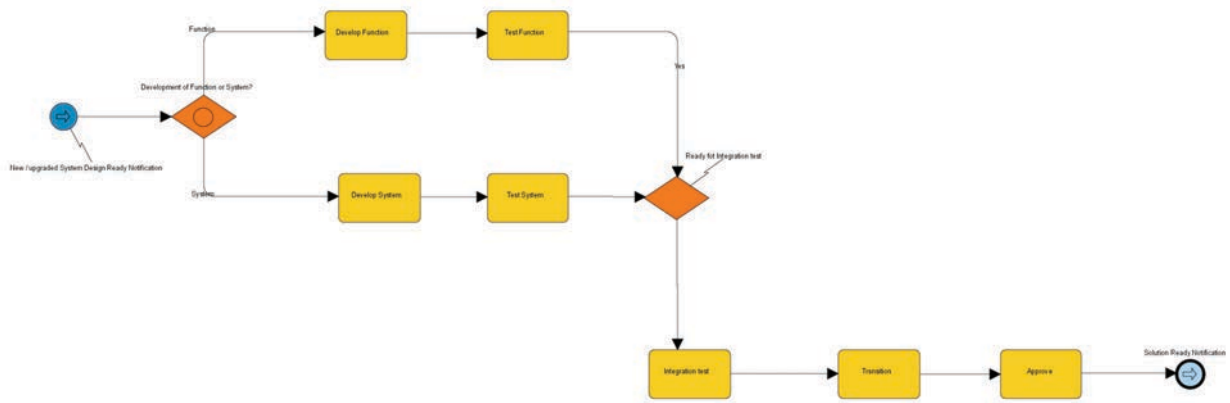 Function
Develop Function
Test Function
Yes
Development of Function or System?
New /upgraded System Design Ready Notification
Ready fot Integration test
System
Develop System
Test System
Solution Ready Notification
Integration test
Transition
Approve